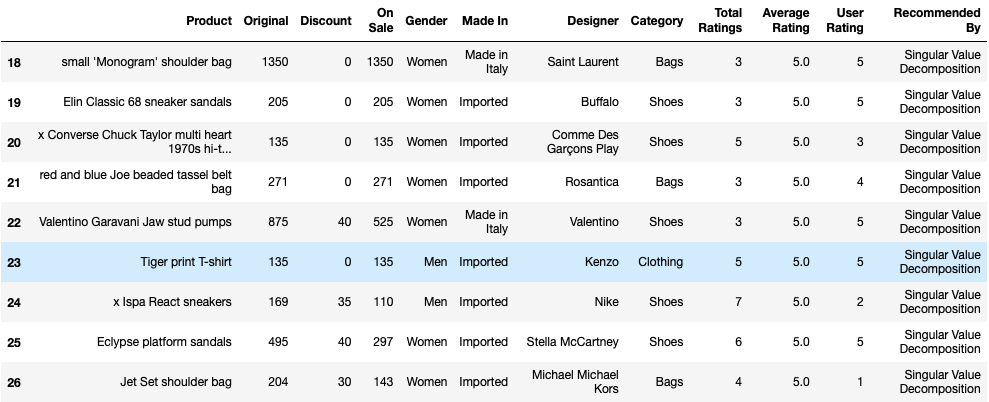 Product Original Discount On Sale Gender Made In Designer Category Total Ratings Average Rating User Rating Recommended By
18 small 'Monogram' shoulder bag 1350 0 1350 Women Made in Italy Saint Laurent Bags 3 5.0 5 Singular Value Decomposition
19 Elin Classic 68 sneaker sandals 205 0 205 Women Imported Buffalo Shoes 3 5.0 5 Singular Value Decomposition
20 x Converse Chuck Taylor multi heart 1970s hi-t... 135 0 135 Women Imported Comme Des Garçons Play Shoes 5 5.0 3 Singular Value Decomposition
21 red and blue Joe beaded tassel belt bag 271 0 271 Women Imported Rosantica Bags 3 5.0 4 Singular Value Decomposition
22 Valentino Garavani Jaw stud pumps 875 40 525 Women Made in Italy Valentino Shoes 3 5.0 5 Singular Value Decomposition
23 Tiger print T-shirt 135 0 135 Men Imported Kenzo Clothing 5 5.0 5 Singular Value Decomposition
24 x Ispa React sneakers 169 35 110 Men Imported Nike Shoes 7 5.0 2 Singular Value Decomposition
25 Eclypse platform sandals 495 40 297 Women Imported Stella McCartney Shoes 6 5.0 5 Singular Value Decomposition
26 Jet Set shoulder bag 204 30 143 Women Imported Michael Michael Kors Bags 4 5.0 1 Singular Value Decomposition